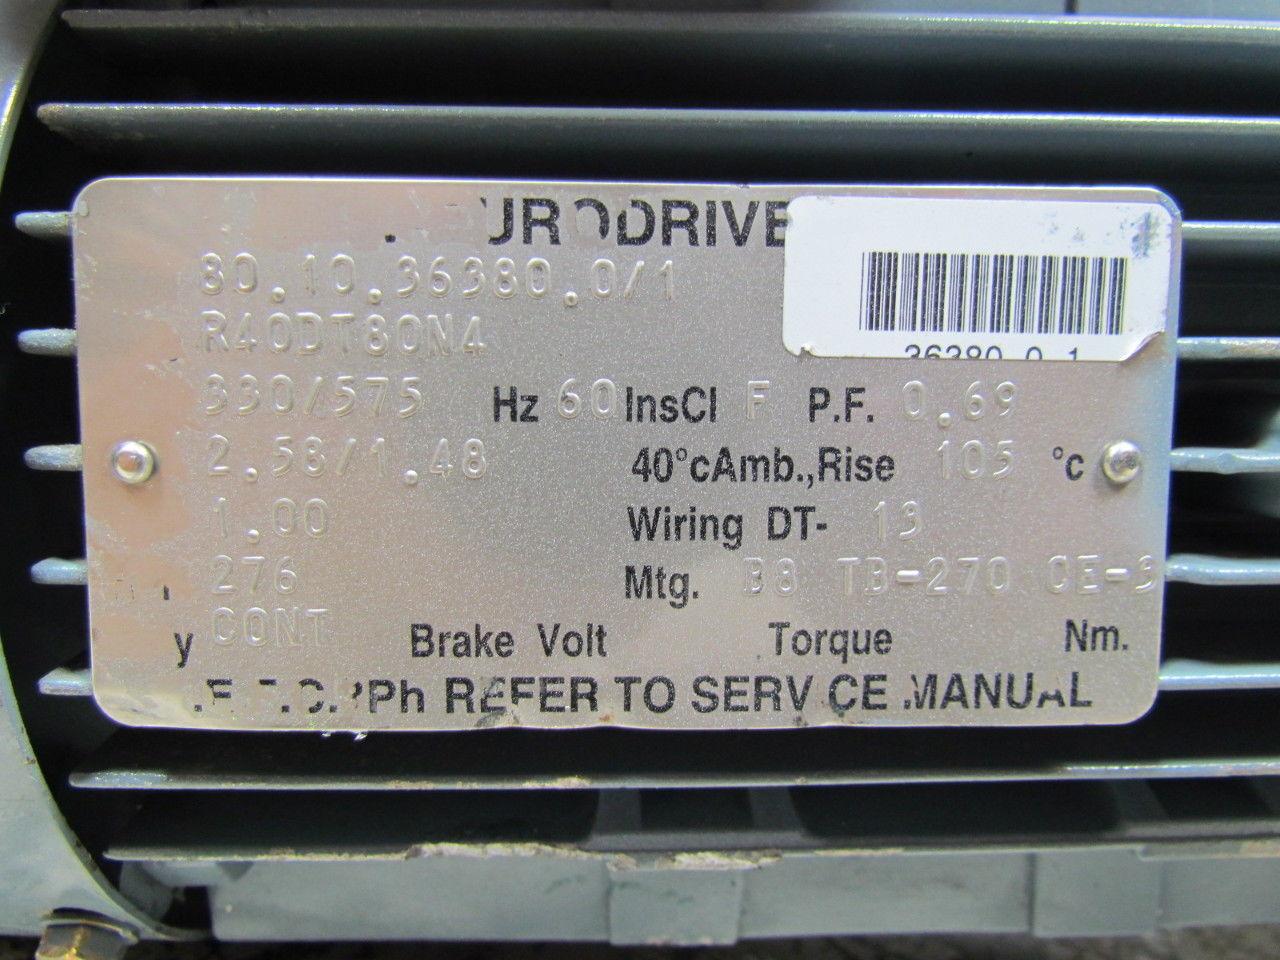 URODRIVE
80.10.36380.0/1
36380 0 1
R40DT80N4
330/575 Hz 60 InsCl F P.F. 0.69
2.58/1.48 40°cAmb.,Rise 105 °c
1.00 Wiring DT- 13
276 Mtg. B8 TB-270 CE-3
y CONT Brake Volt Torque Nm.
Ph REFER TO SERV CE MANUAL